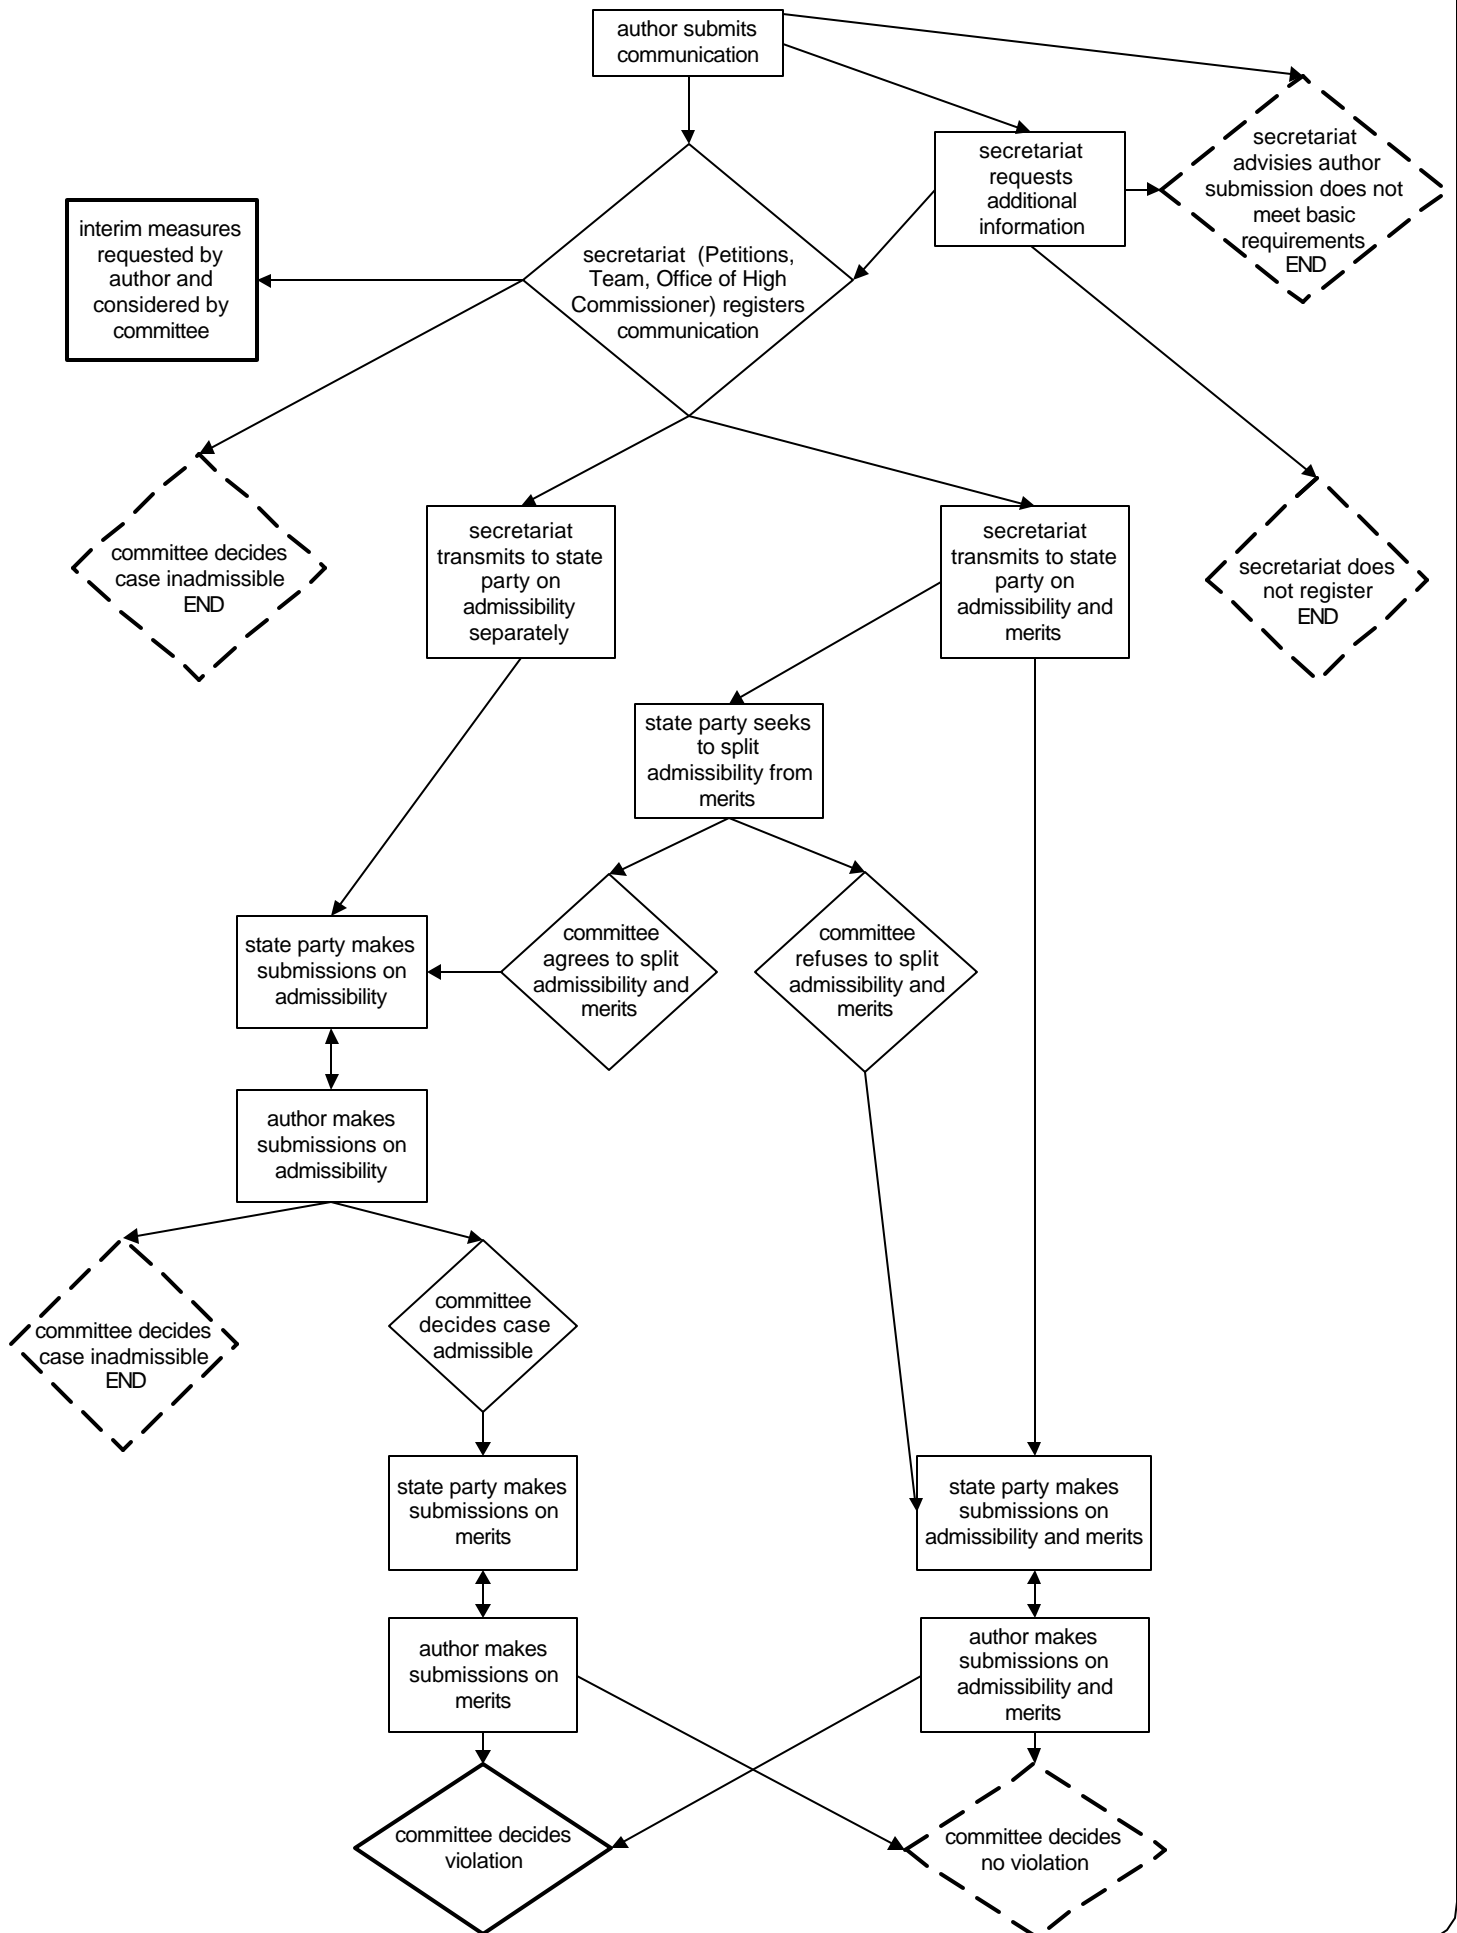 author submits
communication
secretariat
requests
additional
information
secretariat
advisies author
submission does not
meet basic
requirements
END
interim measures
requested by
author and
considered by
committee
secretariat (Petitions,
Team, Office of High
Commissioner) registers
communication
committee decides
case inadmissible
END
secretariat
transmits to state
party on
admissibility
separately
secretariat
transmits to state
party on
admissibility and
merits
secretariat does
not register
END
state party seeks
to split
admissibility from
merits
state party makes
submissions on
admissibility
committee
agrees to split
admissibility and
merits
committee
refuses to split
admissibility and
merits
author makes
submissions on
admissibility
committee decides
case inadmissible
END
committee
decides case
admissible
state party makes
submissions on
merits
state party makes
submissions on
admissibility and merits
author makes
submissions on
merits
author makes
submissions on
admissibility and
merits
committee decides
violation
committee decides
no violation